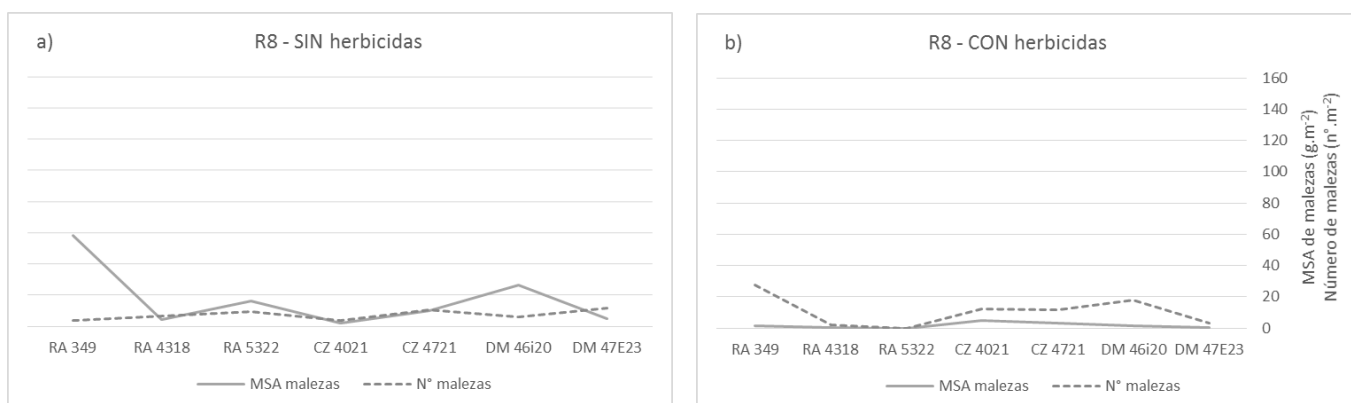 a)
R8 - SIN herbicidas
RA 349 RA 4318 RA 5322 CZ 4021 CZ 4721 DM 46i20 DM 47E23
MSA malezas N° malezas
b)
R8 - CON herbicidas
160
140
120
100
80
60
40
20
0
MSA de malezas (g.m⁻²)
Número de malezas (n°.m⁻²)
RA 349 RA 4318 RA 5322 CZ 4021 CZ 4721 DM 46i20 DM 47E23
MSA malezas N° malezas